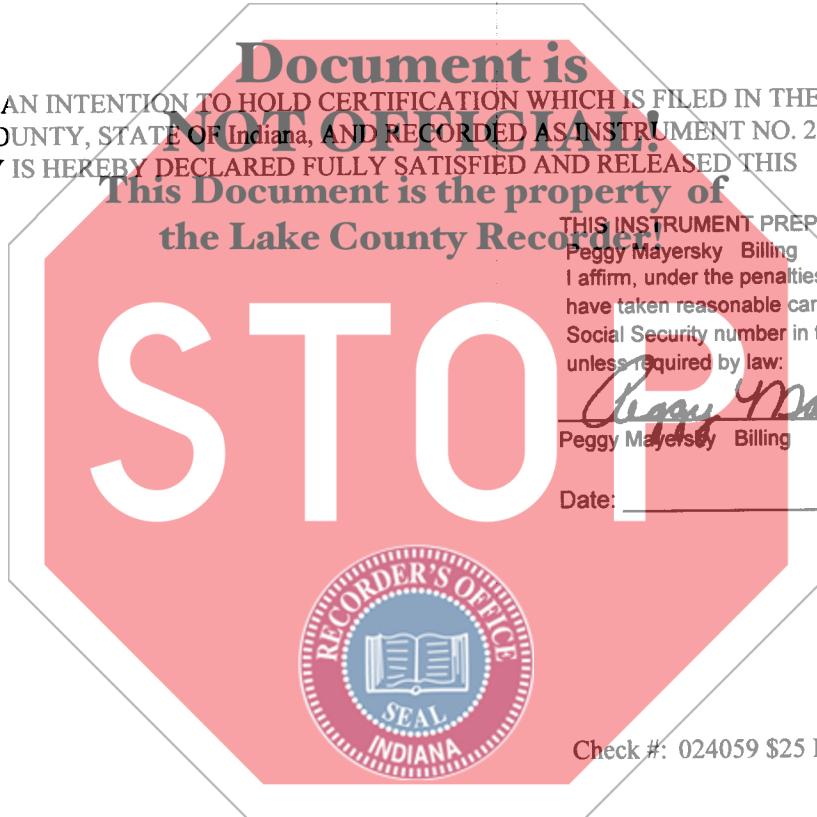 Document is
AN INTENTION TO HOLD CERTIFICATION WHICH IS FILED IN THE
NOT OFFICIAL!
OUNTY, STATE OF Indiana, AND RECORDED AS INSTRUMENT NO. 2
Y IS HEREBY DECLARED FULLY SATISFIED AND RELEASED THIS
This Document is the property of
the Lake County Recorder!
THIS INSTRUMENT PREP
Peggy Mayersky Billing
I affirm, under the penalties
have taken reasonable car
Social Security number in t
unless required by law:
Peggy Ma
Peggy Mayersky Billing
STOP
Date:
RECORDER'S OFFICE
SEAL
INDIANA
Check #: 024059 $25